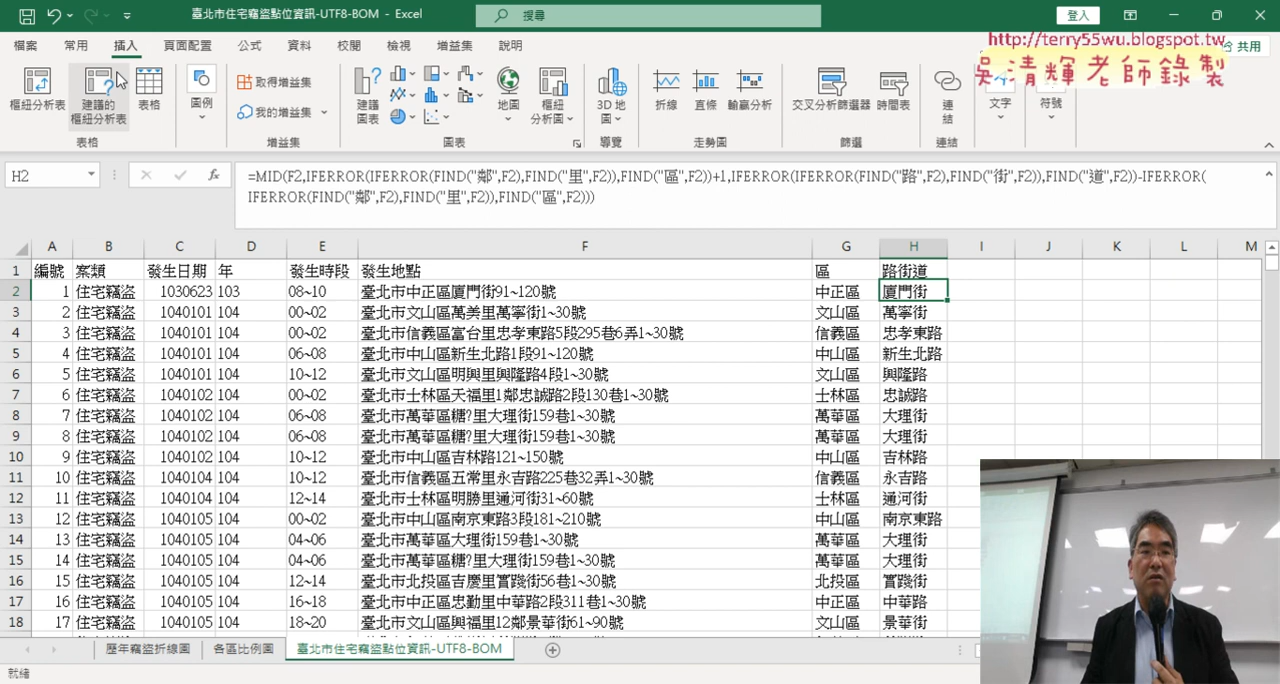 臺北市住宅竊盜點位資訊-UTF8-BOM - Excel
搜尋
登入
檔案 常用 插入 頁面配置 公式 資料 校閱 檢視 增益集 說明
共用
http://terry55wu.blogspot.tw
吳清輝老師錄製
樞紐分析表
建議的
樞紐分析表
表格
圖例
取得增益集
我的增益集
建議
圖表
地圖
樞紐
分析圖
3D 地
圖
折線
直條
輸贏分析
交叉分析篩選器
時間表
連
結
文字
符號
表格 增益集 圖表 導覽 走勢圖 篩選 連結
H2
fx
=MID(F2,IFERROR(IFERROR(FIND("鄰",F2),FIND("里",F2)),FIND("區",F2))+1,IFERROR(IFERROR(FIND("路",F2),FIND("街",F2)),FIND("道",F2))-IFERROR(
IFERROR(FIND("鄰",F2),FIND("里",F2)),FIND("區",F2)))
A B C D E F G H I J K L M
1 編號 案類 發生日期 年 發生時段 發生地點 區 路街道
2 1 住宅竊盜 1030623 103 08~10 臺北市中正區廈門街91~120號 中正區 廈門街
3 2 住宅竊盜 1040101 104 00~02 臺北市文山區萬美里萬寧街1~30號 文山區 萬寧街
4 3 住宅竊盜 1040101 104 00~02 臺北市信義區富台里忠孝東路5段295巷6弄1~30號 信義區 忠孝東路
5 4 住宅竊盜 1040101 104 06~08 臺北市中山區新生北路1段91~120號 中山區 新生北路
6 5 住宅竊盜 1040101 104 10~12 臺北市文山區明興里興隆路4段1~30號 文山區 興隆路
7 6 住宅竊盜 1040102 104 00~02 臺北市士林區天福里1鄰忠誠路2段130巷1~30號 士林區 忠誠路
8 7 住宅竊盜 1040102 104 06~08 臺北市萬華區糖?里大理街159巷1~30號 萬華區 大理街
9 8 住宅竊盜 1040102 104 06~08 臺北市萬華區糖?里大理街159巷1~30號 萬華區 大理街
10 9 住宅竊盜 1040102 104 10~12 臺北市中山區吉林路121~150號 中山區 吉林路
11 10 住宅竊盜 1040104 104 10~12 臺北市信義區五常里永吉路225巷32弄1~30號 信義區 永吉路
12 11 住宅竊盜 1040104 104 12~14 臺北市士林區明勝里通河街31~60號 士林區 通河街
13 12 住宅竊盜 1040105 104 00~02 臺北市中山區南京東路3段181~210號 中山區 南京東路
14 13 住宅竊盜 1040105 104 04~06 臺北市萬華區大理街159巷1~30號 萬華區 大理街
15 14 住宅竊盜 1040105 104 04~06 臺北市萬華區糖?里大理街159巷1~30號 萬華區 大理街
16 15 住宅竊盜 1040105 104 12~14 臺北市北投區吉慶里實踐街56巷1~30號 北投區 實踐街
17 16 住宅竊盜 1040105 104 16~18 臺北市中正區忠勤里中華路2段311巷1~30號 中正區 中華路
18 17 住宅竊盜 1040105 104 18~20 臺北市文山區興福里12鄰景華街61~90號 文山區 景華街
歷年竊盜折線圖 各區比例圖 臺北市住宅竊盜點位資訊-UTF8-BOM
就緒